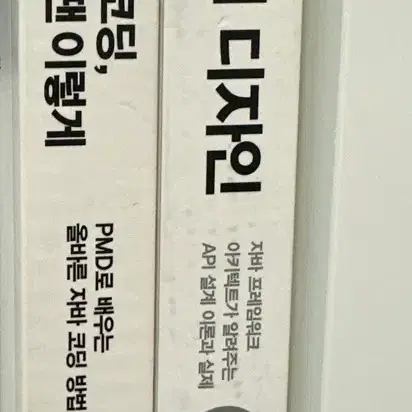 코딩,
이렇게
PMD로 배우는
올바른 자바 코딩 방법
디자인
자바 프레임워크
아키텍트가 알려주는
API 설계 이론과 실제